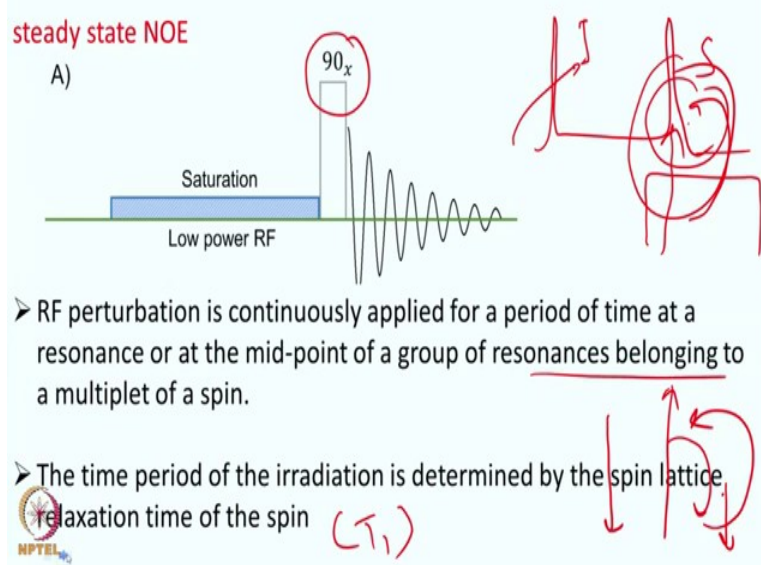 steady state NOE
A)
90x
I
S
Saturation
Low power RF
➤ RF perturbation is continuously applied for a period of time at a
resonance or at the mid-point of a group of resonances belonging to
a multiplet of a spin.
➤ The time period of the irradiation is determined by the spin lattice
relaxation time of the spin (T₁)
NPTEL